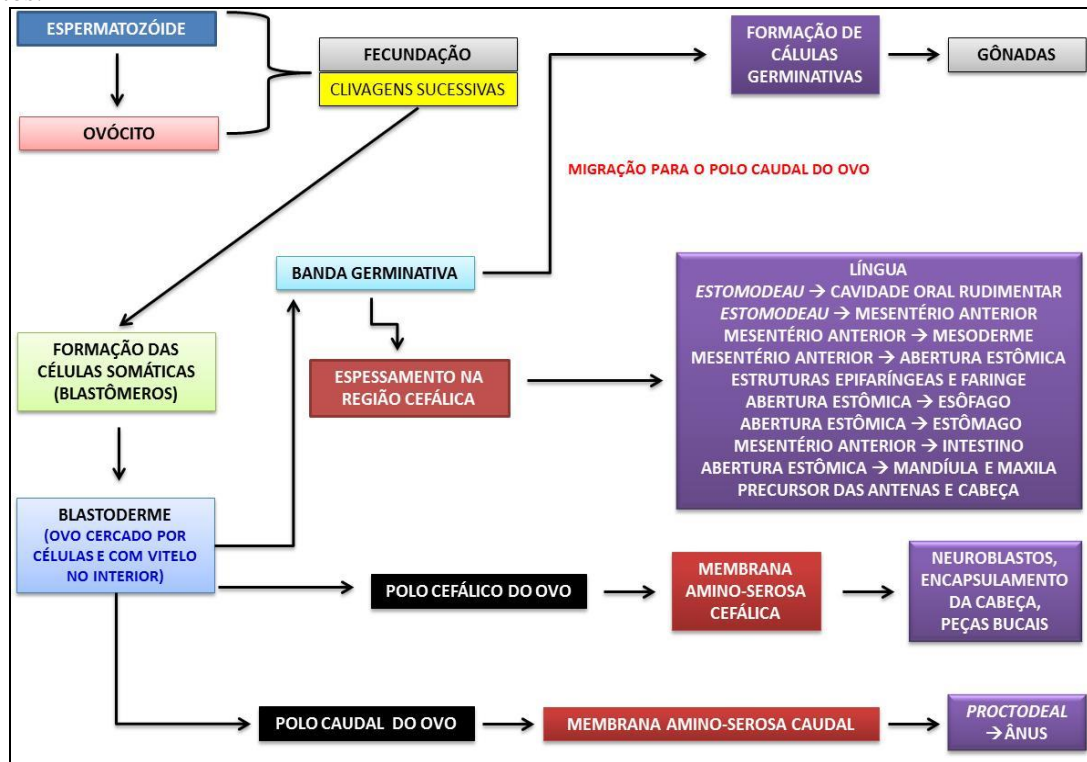 ESPERMATOZÓIDE
OVÓCITO
FECUNDAÇÃO
CLIVAGENS SUCESSIVAS
FORMAÇÃO DE
CÁLULAS
GERMINATIVAS
GÔNADAS
MIGRAÇÃO PARA O POLO CAUDAL DO OVO
BANDA GERMINATIVA
FORMAÇÃO DAS
CÉLULAS SOMÁTICAS
(BLASTÔMEROS)
ESPESSAMENTO NA
REGIÃO CEFÁLICA
LÍNGUA
ESTOMODEAU → CAVIDADE ORAL RUDIMENTAR
ESTOMODEAU → MESENTÉRIO ANTERIOR
MESENTÉRIO ANTERIOR → MESODERME
MESENTÉRIO ANTERIOR → ABERTURA ESTÔMICA
ESTRUTURAS EPIFARÍNGEAS E FARINGE
ABERTURA ESTÔMICA → ESÔFAGO
ABERTURA ESTÔMICA → ESTÔMAGO
MESENTÉRIO ANTERIOR → INTESTINO
ABERTURA ESTÔMICA → MANDÍULA E MAXILA
PRECURSOR DAS ANTENAS E CABEÇA
BLASTODERME
(OVO CERCADO POR
CÉLULAS E COM VITELO
NO INTERIOR)
POLO CEFÁLICO DO OVO
MEMBRANA
AMINO-SEROSA
CEFÁLICA
NEUROBLASTOS,
ENCAPSULAMENTO
DA CABEÇA,
PEÇAS BUCAIS
POLO CAUDAL DO OVO
MEMBRANA AMINO-SEROSA CAUDAL
PROCTODEAL
→ ÂNUS